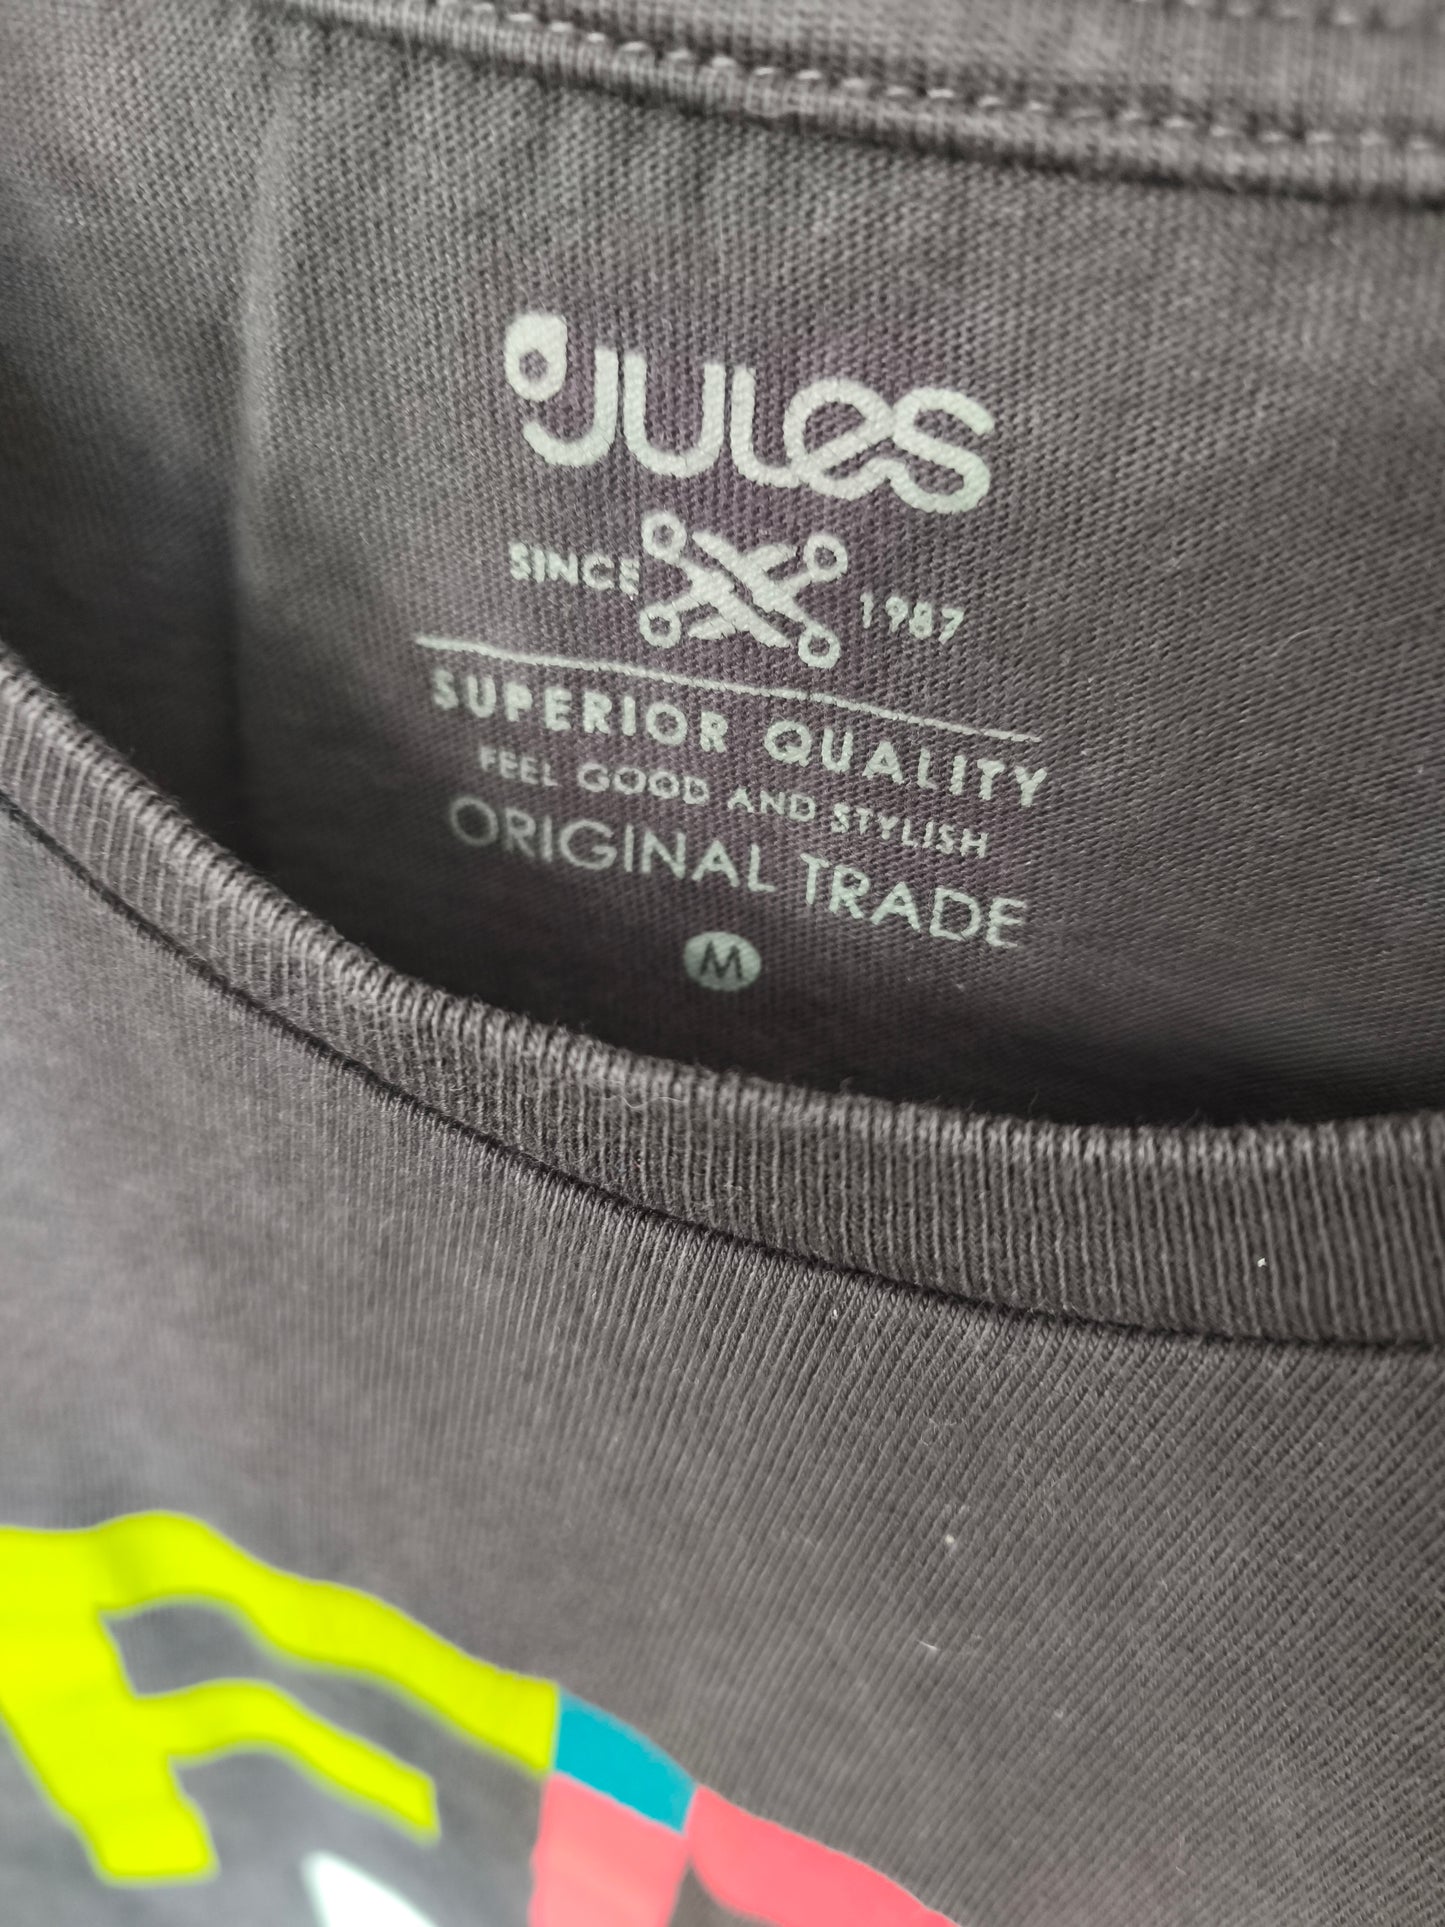 JULES
SINCE 1987
SUPERIOR QUALITY
FEEL GOOD AND STYLISH
ORIGINAL TRADE
M